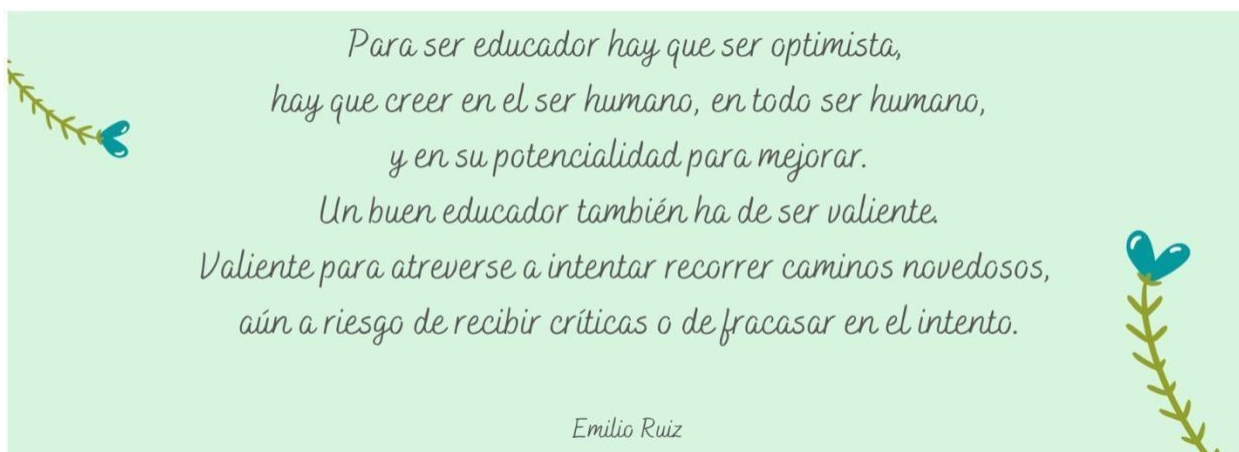 Para ser educador hay que ser optimista,
hay que creer en el ser humano, en todo ser humano,
y en su potencialidad para mejorar.
Un buen educador también ha de ser valiente.
Valiente para atreverse a intentar recorrer caminos novedosos,
aún a riesgo de recibir críticas o de fracasar en el intento.
Emilio Ruiz